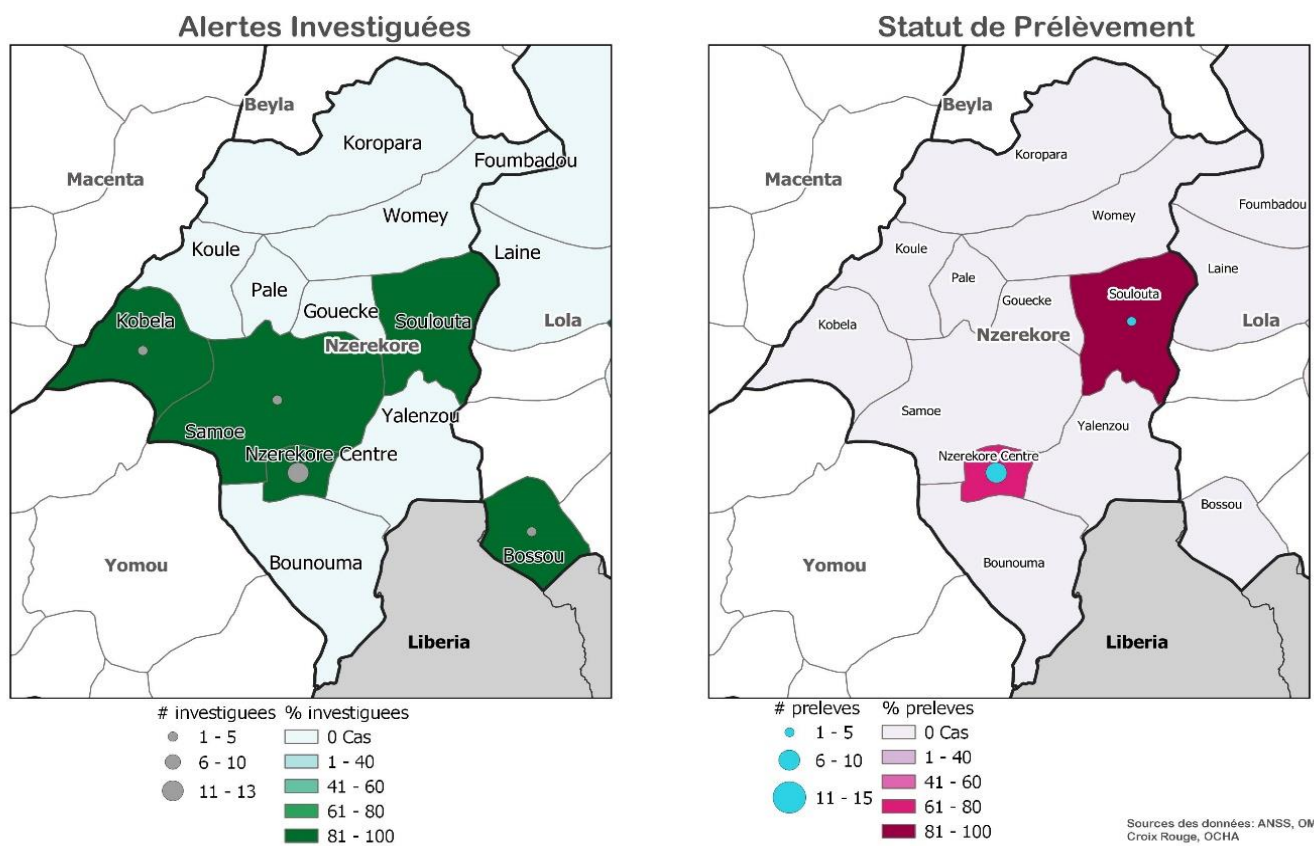 Alertes Investiguées
Beyla
Koropara
Foumbadou
Macenta
Womey
Koule
Laine
Pale
Gouecke
Kobela
Soulouta
Lola
Nzerekore
Yalenzou
Samoe
Nzerekore Centre
Bossou
Bounouma
Yomou
Liberia
# investiguees
1 - 5
6 - 10
11 - 13
% investiguees
0 Cas
1 - 40
41 - 60
61 - 80
81 - 100
Statut de Prélèvement
Beyla
Koropara
Macenta
Foumbadou
Womey
Koule
Laine
Pale
Soulouta
Gouecke
Kobela
Lola
Nzerekore
Samoe
Yalenzou
Nzerekore Centre
Bossou
Bounouma
Yomou
Liberia
# preleves
1 - 5
6 - 10
11 - 15
% preleves
0 Cas
1 - 40
41 - 60
61 - 80
81 - 100
Sources des données: ANSS, OM
Croix Rouge, OCHA